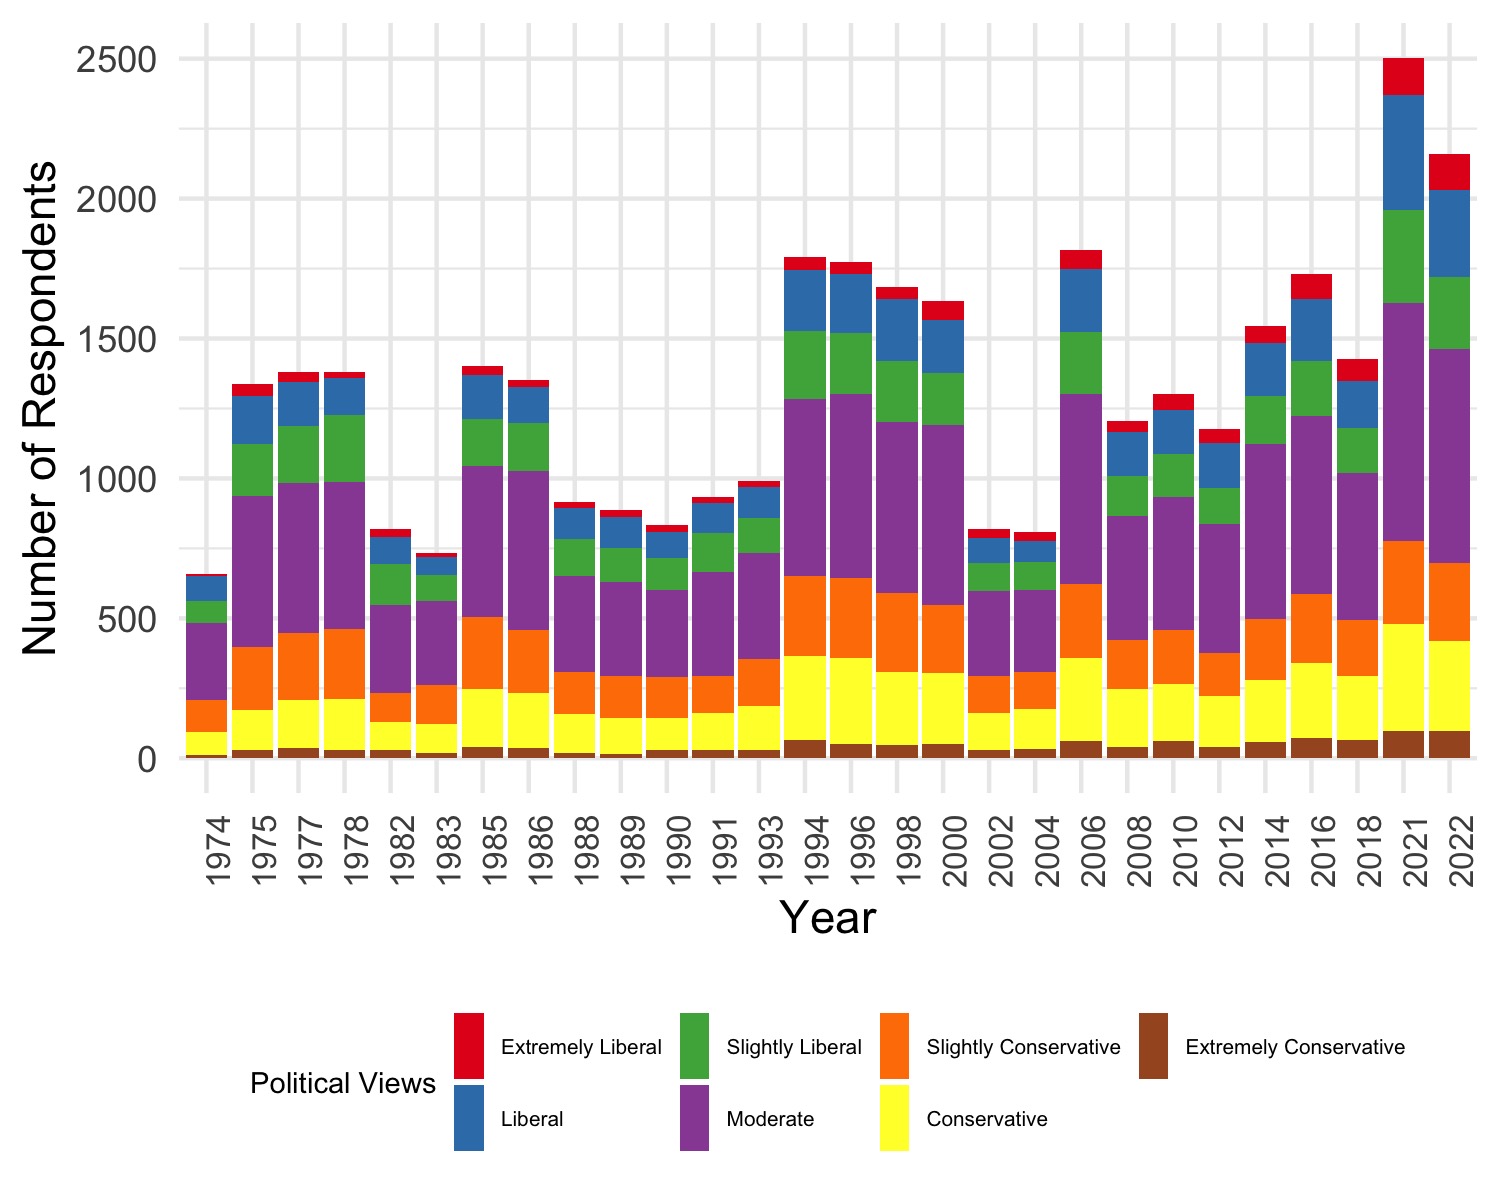 Number of Respondents
2500
2000
1500
1000
500
0
1974 1975 1977 1978 1982 1983 1985 1986 1988 1989 1990 1991 1993 1994 1996 1998 2000 2002 2004 2006 2008 2010 2012 2014 2016 2018 2021 2022
Year
Political Views
Extremely Liberal Slightly Liberal Slightly Conservative Extremely Conservative
Liberal Moderate Conservative